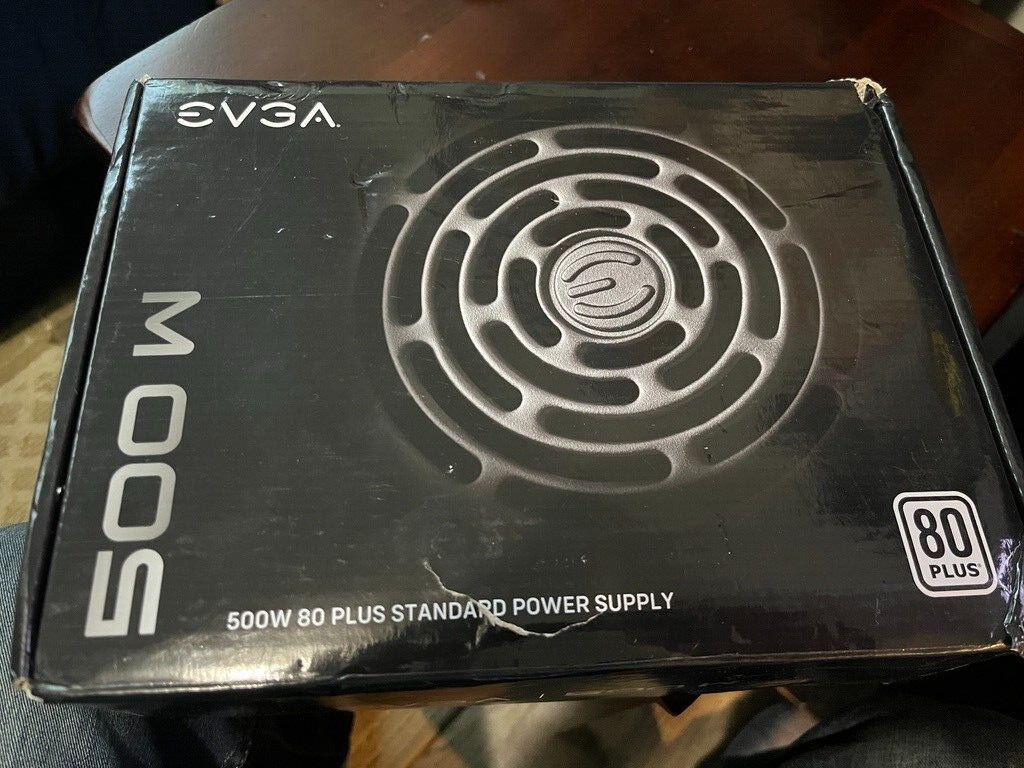 EVGA
500 W
500W 80 PLUS STANDARD POWER SUPPLY
80
PLUS